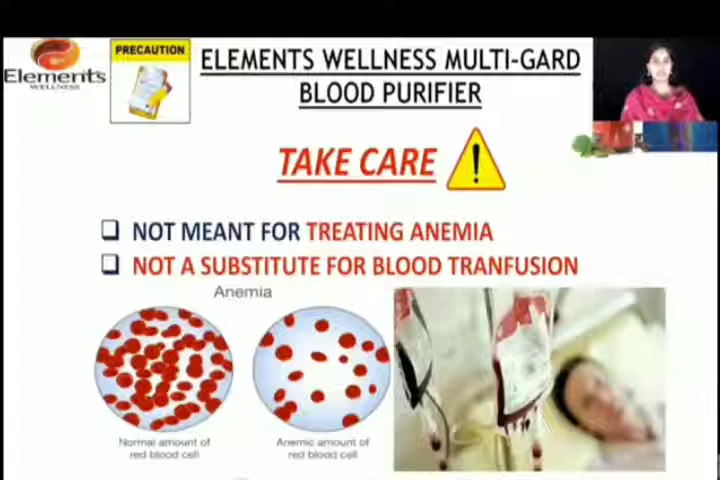 Elements
WELLNESS
PRECAUTION
ELEMENTS WELLNESS MULTI-GARD
BLOOD PURIFIER
TAKE CARE
NOT MEANT FOR TREATING ANEMIA
NOT A SUBSTITUTE FOR BLOOD TRANFUSION
Anemia
Normal amount of
red blood cell
Anemic amount of
red blood cell